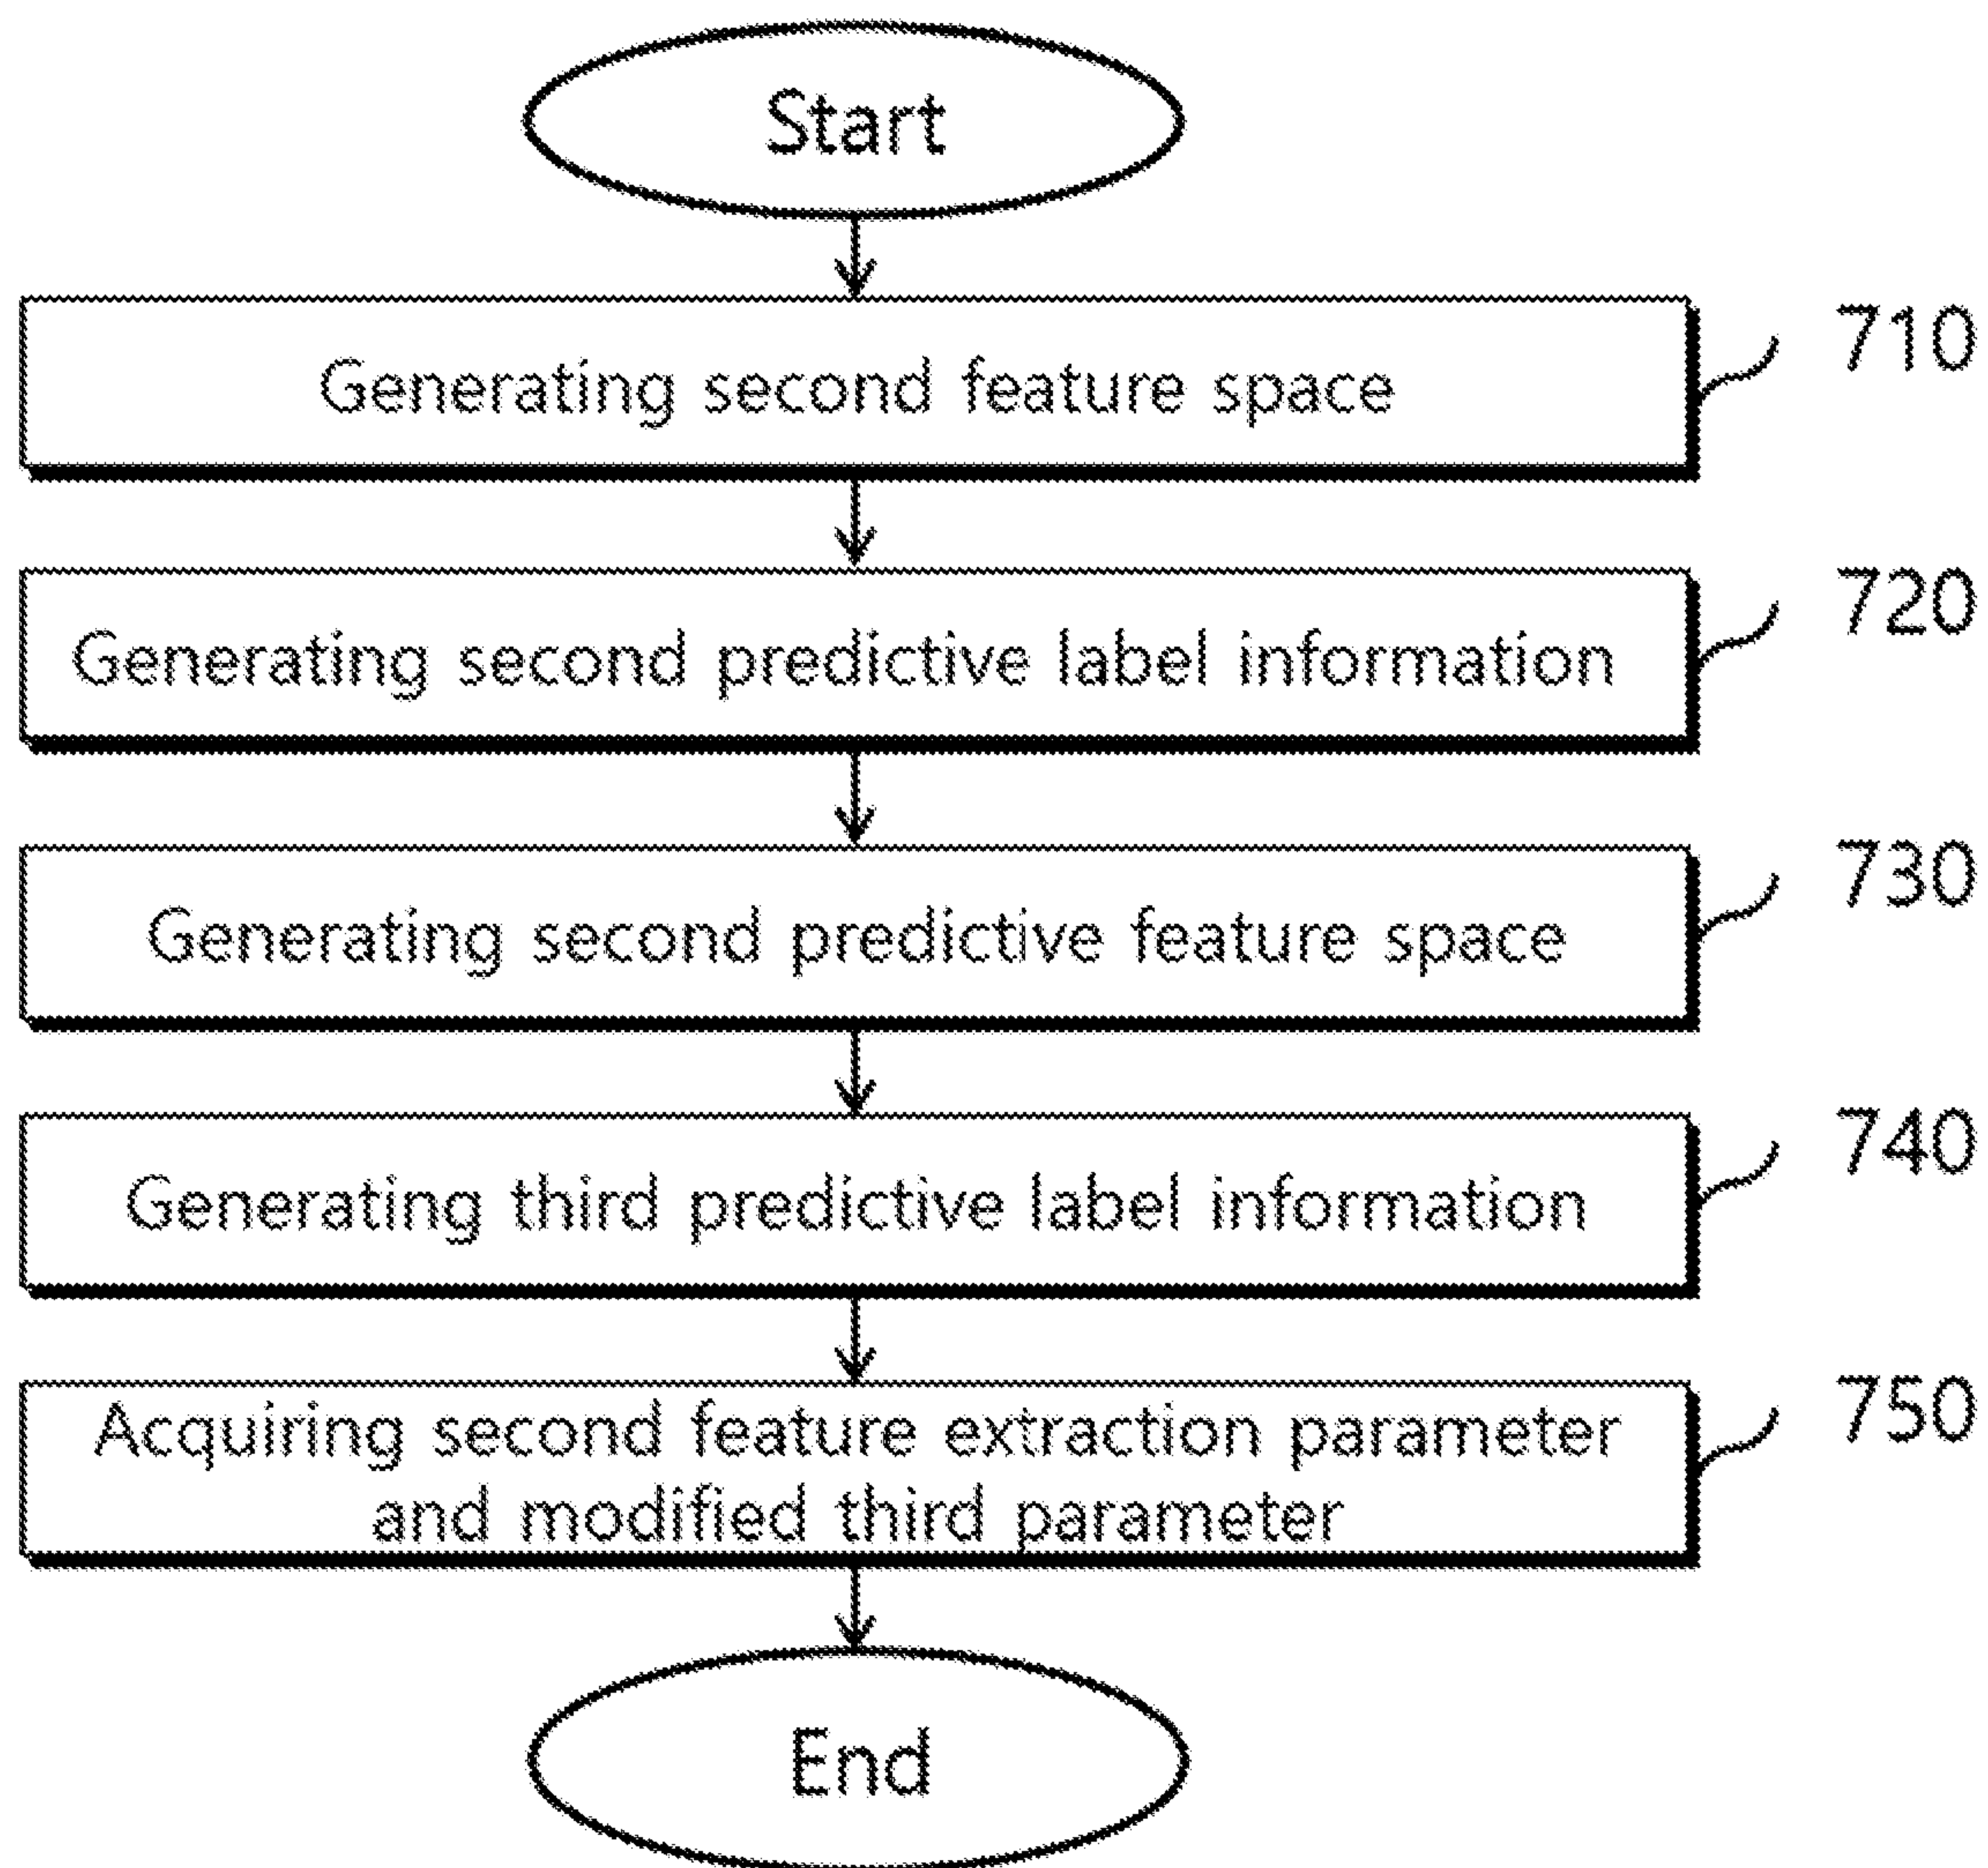 Start
Generating second feature space
710
Generating second predictive label information
720
Generating second predictive feature space
730
Generating third predictive label information
740
Acquiring second feature extraction parameter
and modified third parameter
750
End